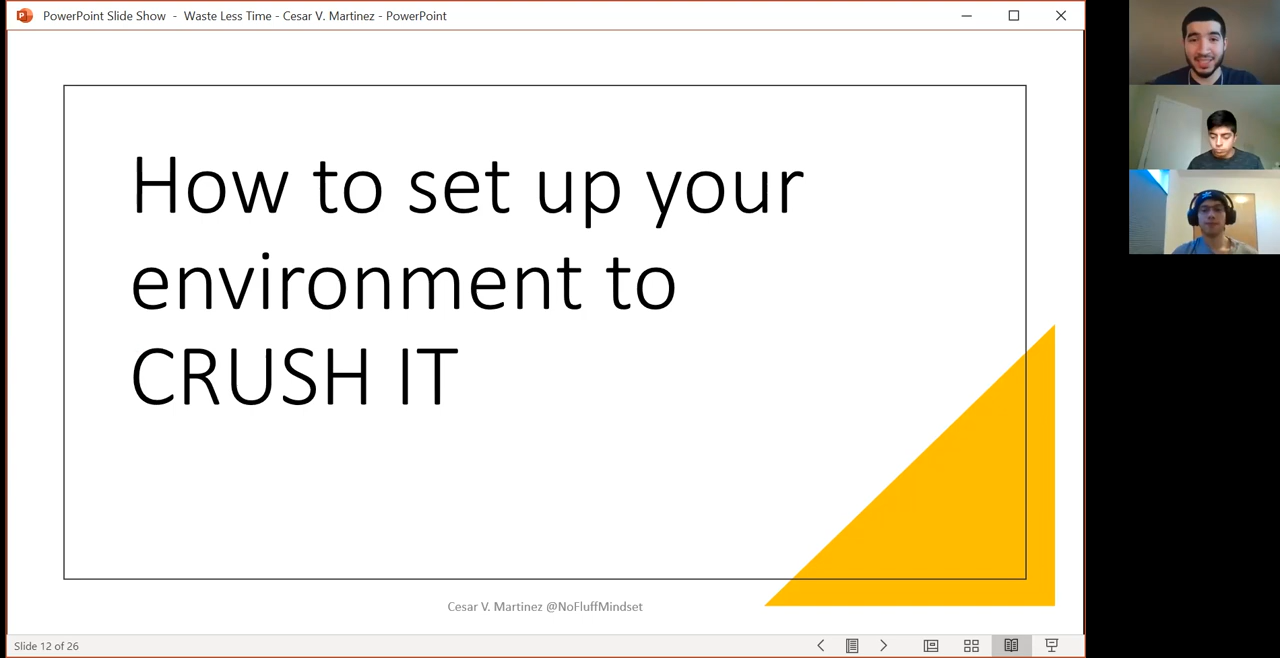 PowerPoint Slide Show - Waste Less Time - Cesar V. Martinez - PowerPoint
How to set up your
environment to
CRUSH IT
Cesar V. Martinez @NoFluffMindset
Slide 12 of 26